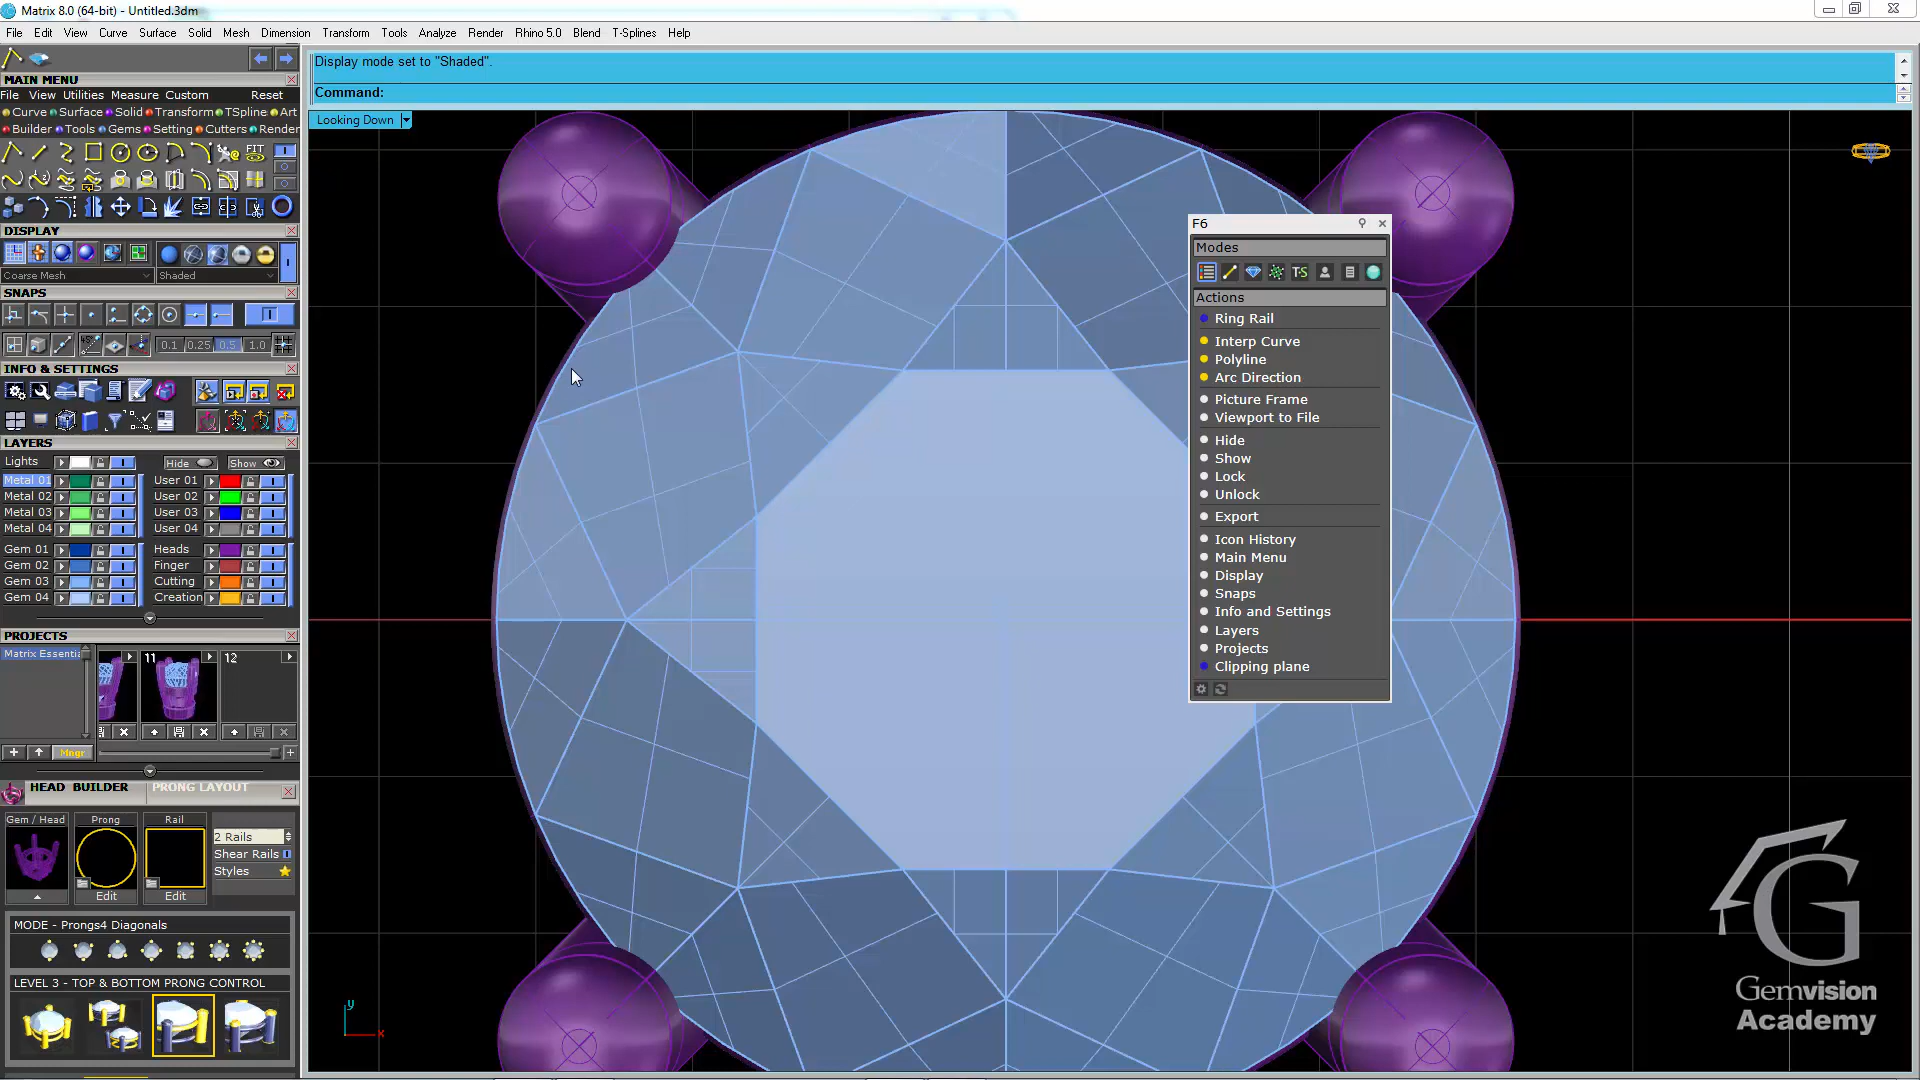 Matrix 8.0 (64-bit) - Untitled.3dm
File Edit View Curve Surface Solid Mesh Dimension Transform Tools Analyze Render Rhino 5.0 Blend T-Splines Help
Display mode set to "Shaded".
Command:
Looking Down
MAIN MENU
File View Utilities Measure Custom Reset
Curve Surface Solid Transform TSpline Art
Builder Tools Gems Setting Cutters Render
FIT
DISPLAY
Coarse Mesh Shaded
SNAPS
0.1 0.25 0.5 1.0
INFO & SETTINGS
LAYERS
Lights Hide Show
Metal 01 User 01
Metal 02 User 02
Metal 03 User 03
Metal 04 User 04
Gem 01 Heads
Gem 02 Finger
Gem 03 Cutting
Gem 04 Creation
PROJECTS
Matrix Essentia
11 12
Mngr
HEAD BUILDER PRONG LAYOUT
Gem / Head Prong Rail
2 Rails
Shear Rails
Styles
Edit Edit
MODE - Prongs4 Diagonals
LEVEL 3 - TOP & BOTTOM PRONG CONTROL
F6
Modes
T-S
Actions
Ring Rail
Interp Curve
Polyline
Arc Direction
Picture Frame
Viewport to File
Hide
Show
Lock
Unlock
Export
Icon History
Main Menu
Display
Snaps
Info and Settings
Layers
Projects
Clipping plane
y
x
Gemvision
Academy